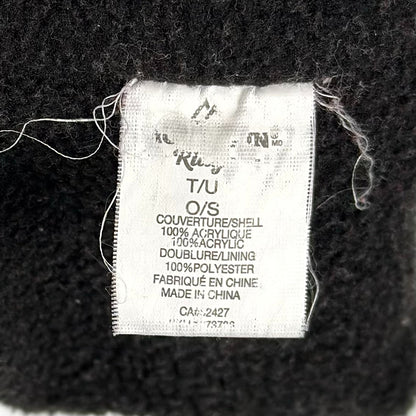 T/U
O/S
COUVERTURE/SHELL
100% ACRYLIQUE
100%ACRYLIC
DOUBLURE/LINING
100%POLYESTER
FABRIQUÉ EN CHINE
MADE IN CHINA